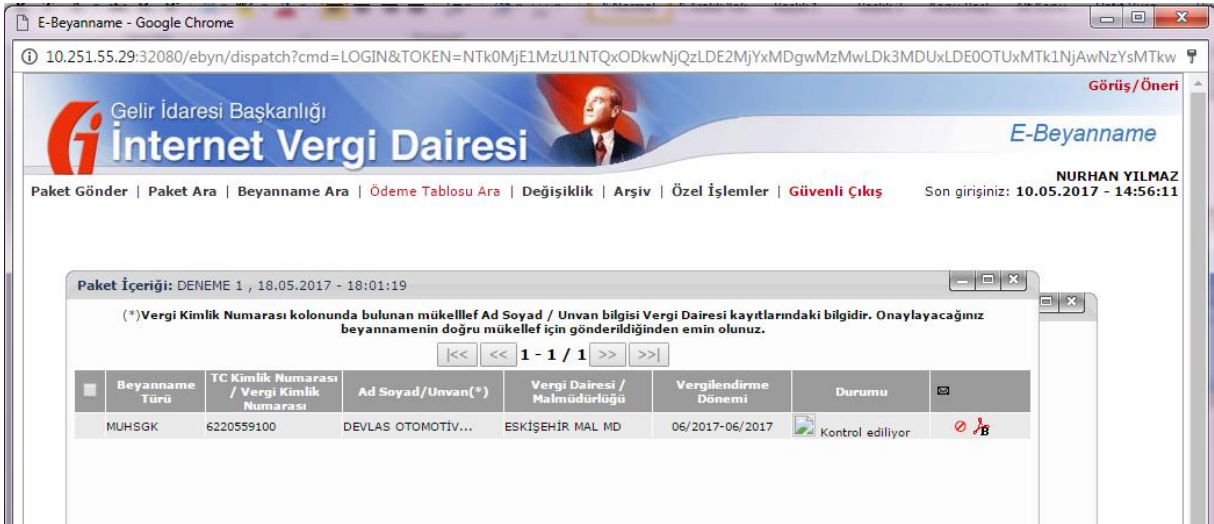 E-Beyanname - Google Chrome
10.251.55.29:32080/ebyn/dispatch?cmd=LOGIN&TOKEN=NTk0MjE1MzU1NTQxODkwNjQzLDE2MjYxMDgwMzMwLDk3MDUxLDE0OTUxMTk1NjAwNzYsMTkw
Görüş/Öneri
Gelir İdaresi Başkanlığı
İnternet Vergi Dairesi
E-Beyanname
NURHAN YILMAZ
Paket Gönder | Paket Ara | Beyanname Ara | Ödeme Tablosu Ara | Değişiklik | Arşiv | Özel İşlemler | Güvenli Çıkış Son girişiniz: 10.05.2017 - 14:56:11
Paket İçeriği: DENEME 1 , 18.05.2017 - 18:01:19
(*)Vergi Kimlik Numarası kolonunda bulunan mükelllef Ad Soyad / Unvan bilgisi Vergi Dairesi kayıtlarındaki bilgidir. Onaylayacağınız
beyannamenin doğru mükellef için gönderildiğinden emin olunuz.
|<< << 1 - 1 / 1 >> >>|
Beyanname Türü TC Kimlik Numarası / Vergi Kimlik Numarası Ad Soyad/Unvan(*) Vergi Dairesi / Malmüdürlüğü Vergilendirme Dönemi Durumu
MUHSGK 6220559100 DEVLAS OTOMOTİV... ESKİŞEHİR MAL MD 06/2017-06/2017 Kontrol ediliyor